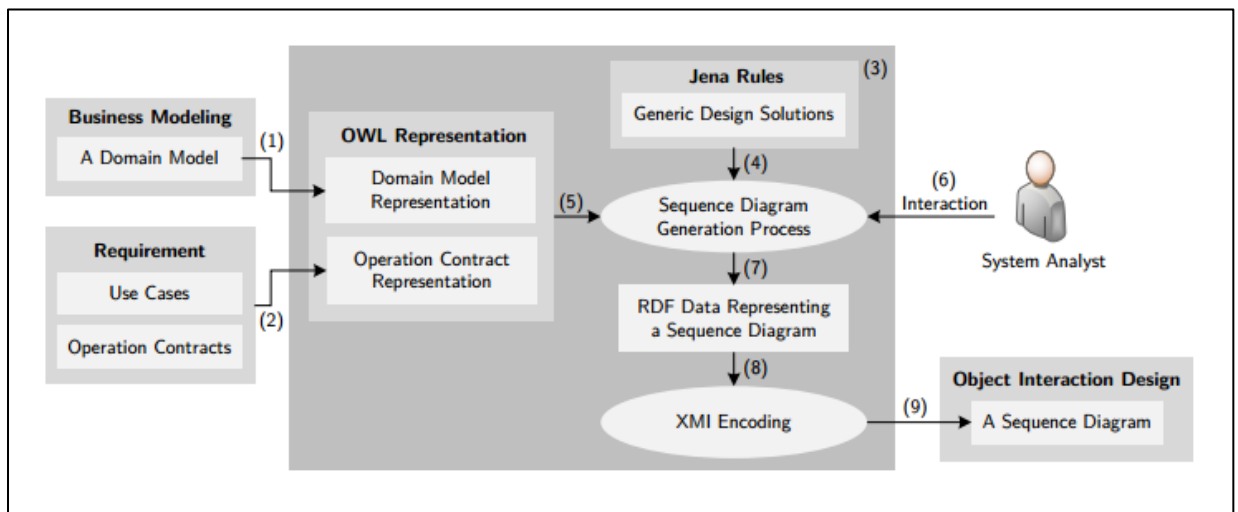 Business Modeling
A Domain Model
(1)
Requirement
Use Cases
Operation Contracts
(2)
OWL Representation
Domain Model
Representation
Operation Contract
Representation
(3)
Jena Rules
Generic Design Solutions
(4)
(5)
Sequence Diagram
Generation Process
(6)
Interaction
System Analyst
(7)
RDF Data Representing
a Sequence Diagram
(8)
XMI Encoding
(9)
Object Interaction Design
A Sequence Diagram